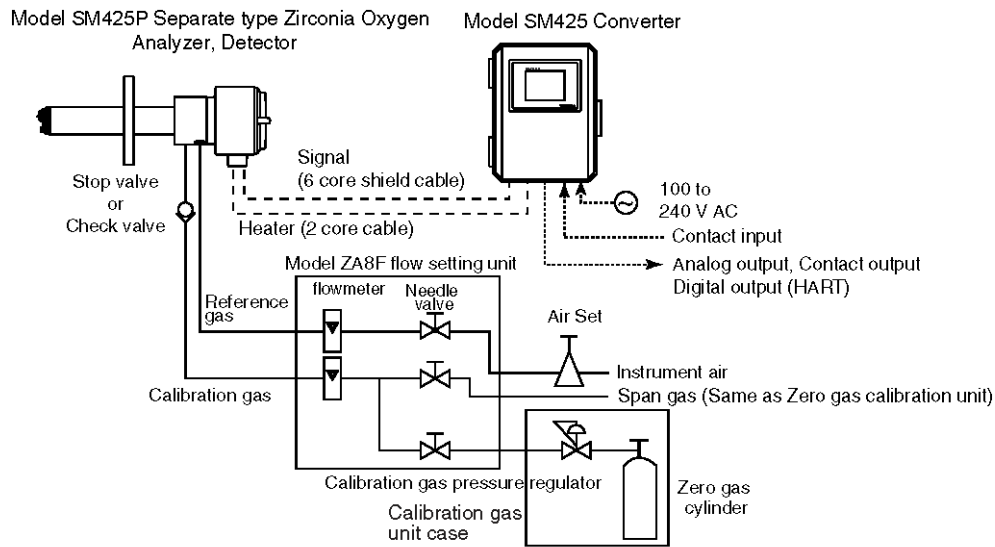 Model SM425P Separate type Zirconia Oxygen
Analyzer, Detector
Model SM425 Converter
Stop valve
or
Check valve
Signal
(6 core shield cable)
Heater (2 core cable)
~
100 to
240 V AC
Contact input
Analog output, Contact output
Digital output (HART)
Model ZA8F flow setting unit
flowmeter
Needle
valve
Reference
gas
Air Set
Instrument air
Calibration gas
Span gas (Same as Zero gas calibration unit)
Calibration gas pressure regulator
Zero gas
cylinder
Calibration gas
unit case